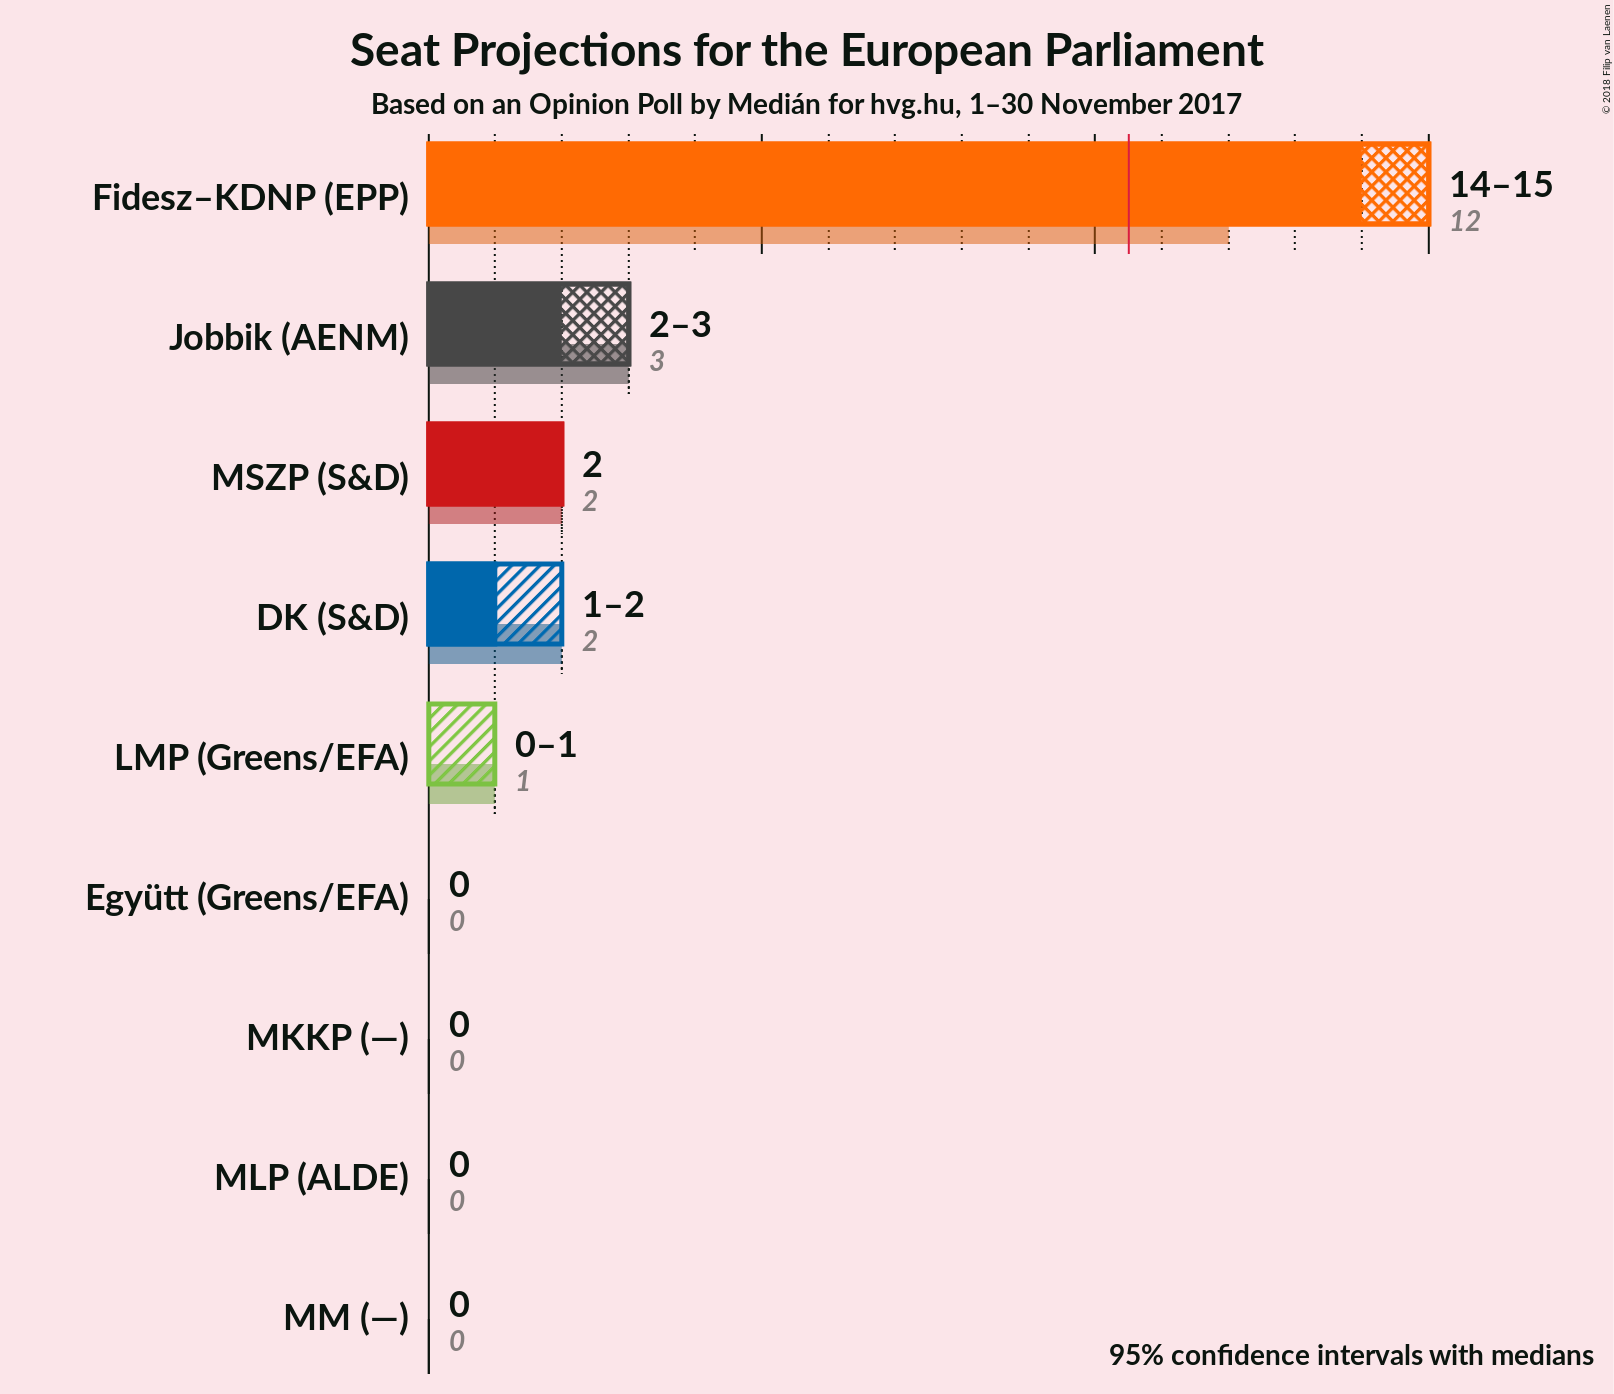 Seat Projections for the European Parliament
Based on an Opinion Poll by Medián for hvg.hu, 1–30 November 2017
© 2018 Filip van Laenen
Fidesz–KDNP (EPP)
14–15
12
Jobbik (AENM)
2–3
3
MSZP (S&D)
2
2
DK (S&D)
1–2
2
LMP (Greens/EFA)
0–1
1
Együtt (Greens/EFA)
0
0
MKKP (—)
0
0
MLP (ALDE)
0
0
MM (—)
0
0
95% confidence intervals with medians